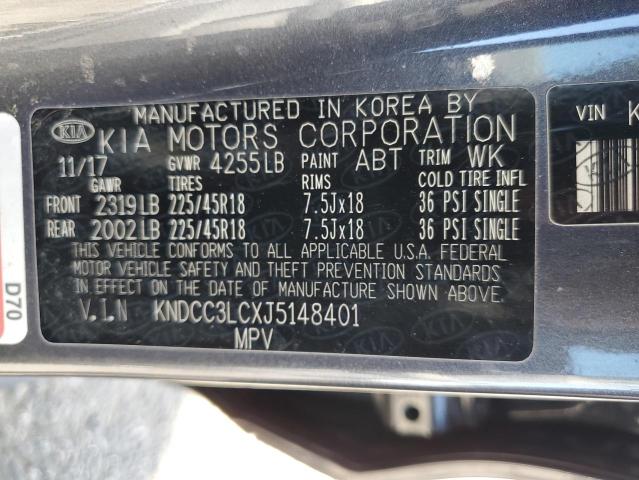 MANUFACTURED IN KOREA BY
KIA KIA MOTORS CORPORATION
11/17 GVWR 4255LB PAINT ABT TRIM WK
GAWR TIRES RIMS COLD TIRE INFL
FRONT 2319LB 225/45R18 7.5Jx18 36 PSI SINGLE
REAR 2002LB 225/45R18 7.5Jx18 36 PSI SINGLE
THIS VEHICLE CONFORMS TO ALL APPLICABLE U.S.A. FEDERAL
MOTOR VEHICLE SAFETY AND THEFT PREVENTION STANDARDS
IN EFFECT ON THE DATE OF MANUFACTURE SHOWN ABOVE.
V.I.N KNDCC3LCXJ5148401
MPV
D70
VIN K